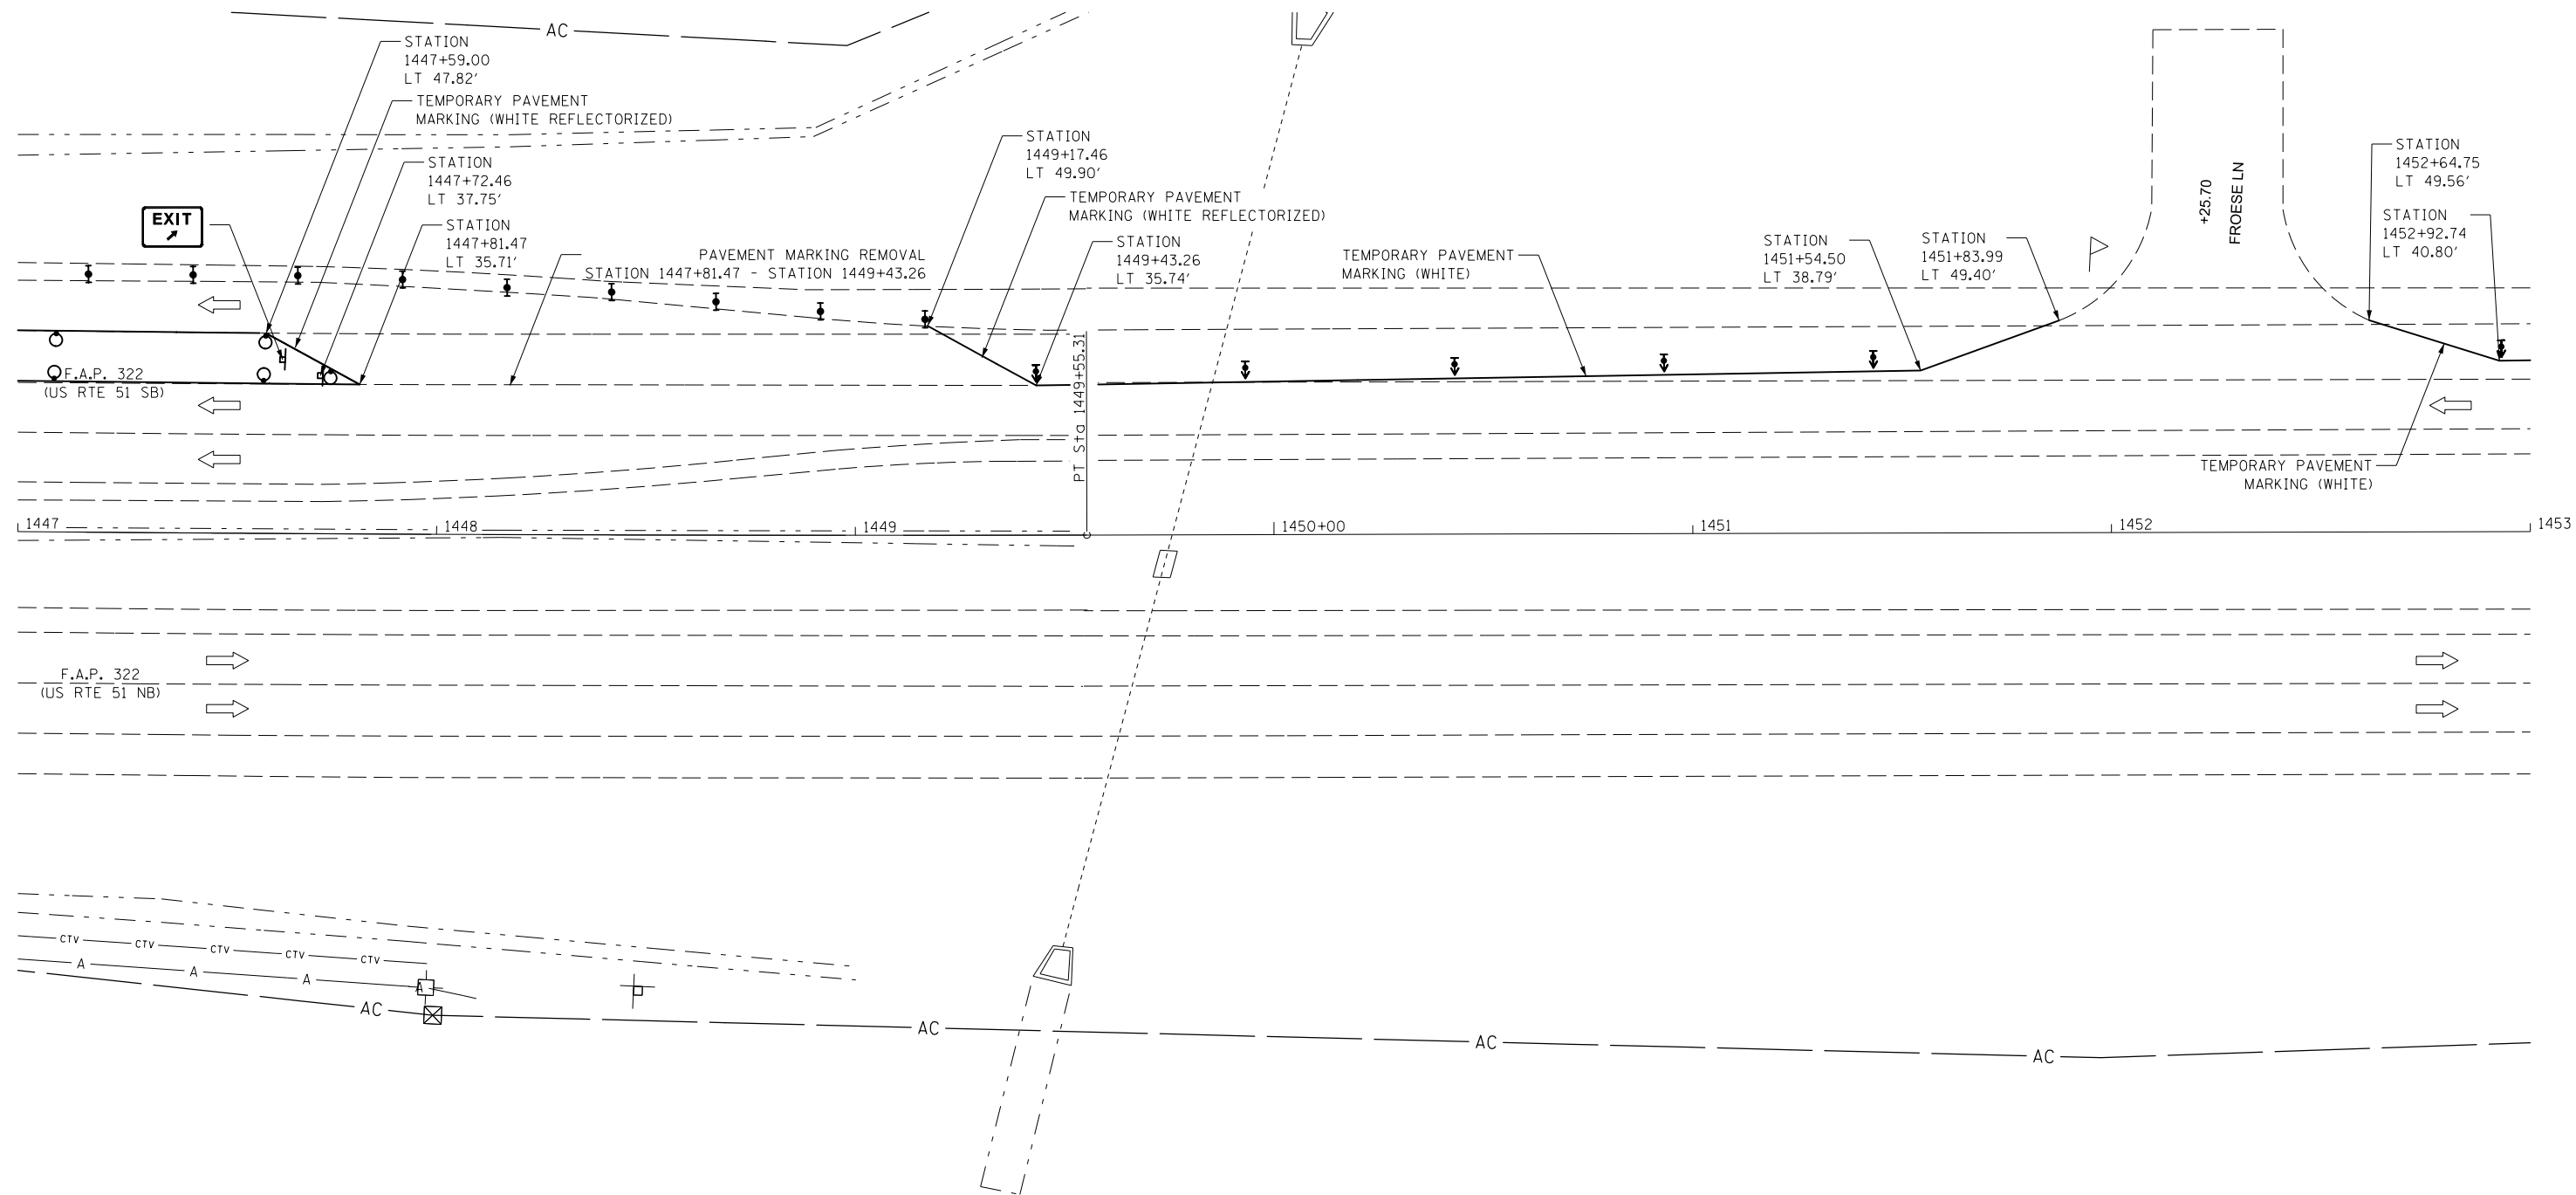 AC
STATION
1447+59.00
LT 47.82'
TEMPORARY PAVEMENT
MARKING (WHITE REFLECTORIZED)
STATION
1447+72.46
LT 37.75'
EXIT
STATION
1447+81.47
LT 35.71'
PAVEMENT MARKING REMOVAL
STATION 1447+81.47 - STATION 1449+43.26
STATION
1449+17.46
LT 49.90'
TEMPORARY PAVEMENT
MARKING (WHITE REFLECTORIZED)
STATION
1449+43.26
LT 35.74'
TEMPORARY PAVEMENT
MARKING (WHITE)
STATION
1451+54.50
LT 38.79'
STATION
1451+83.99
LT 49.40'
+25.70
FROESE LN
STATION
1452+64.75
LT 49.56'
STATION
1452+92.74
LT 40.80'
F.A.P. 322
(US RTE 51 SB)
PT Sta 1449+55.31
TEMPORARY PAVEMENT
MARKING (WHITE)
1447
1448
1449
1450+00
1451
1452
1453
F.A.P. 322
(US RTE 51 NB)
CTV CTV CTV CTV CTV
A A A A
AC AC AC AC